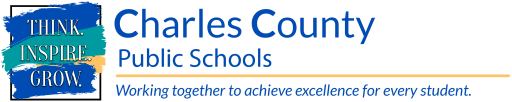 THINK.
INSPIRE.
GROW.
Charles County
Public Schools
Working together to achieve excellence for every student.